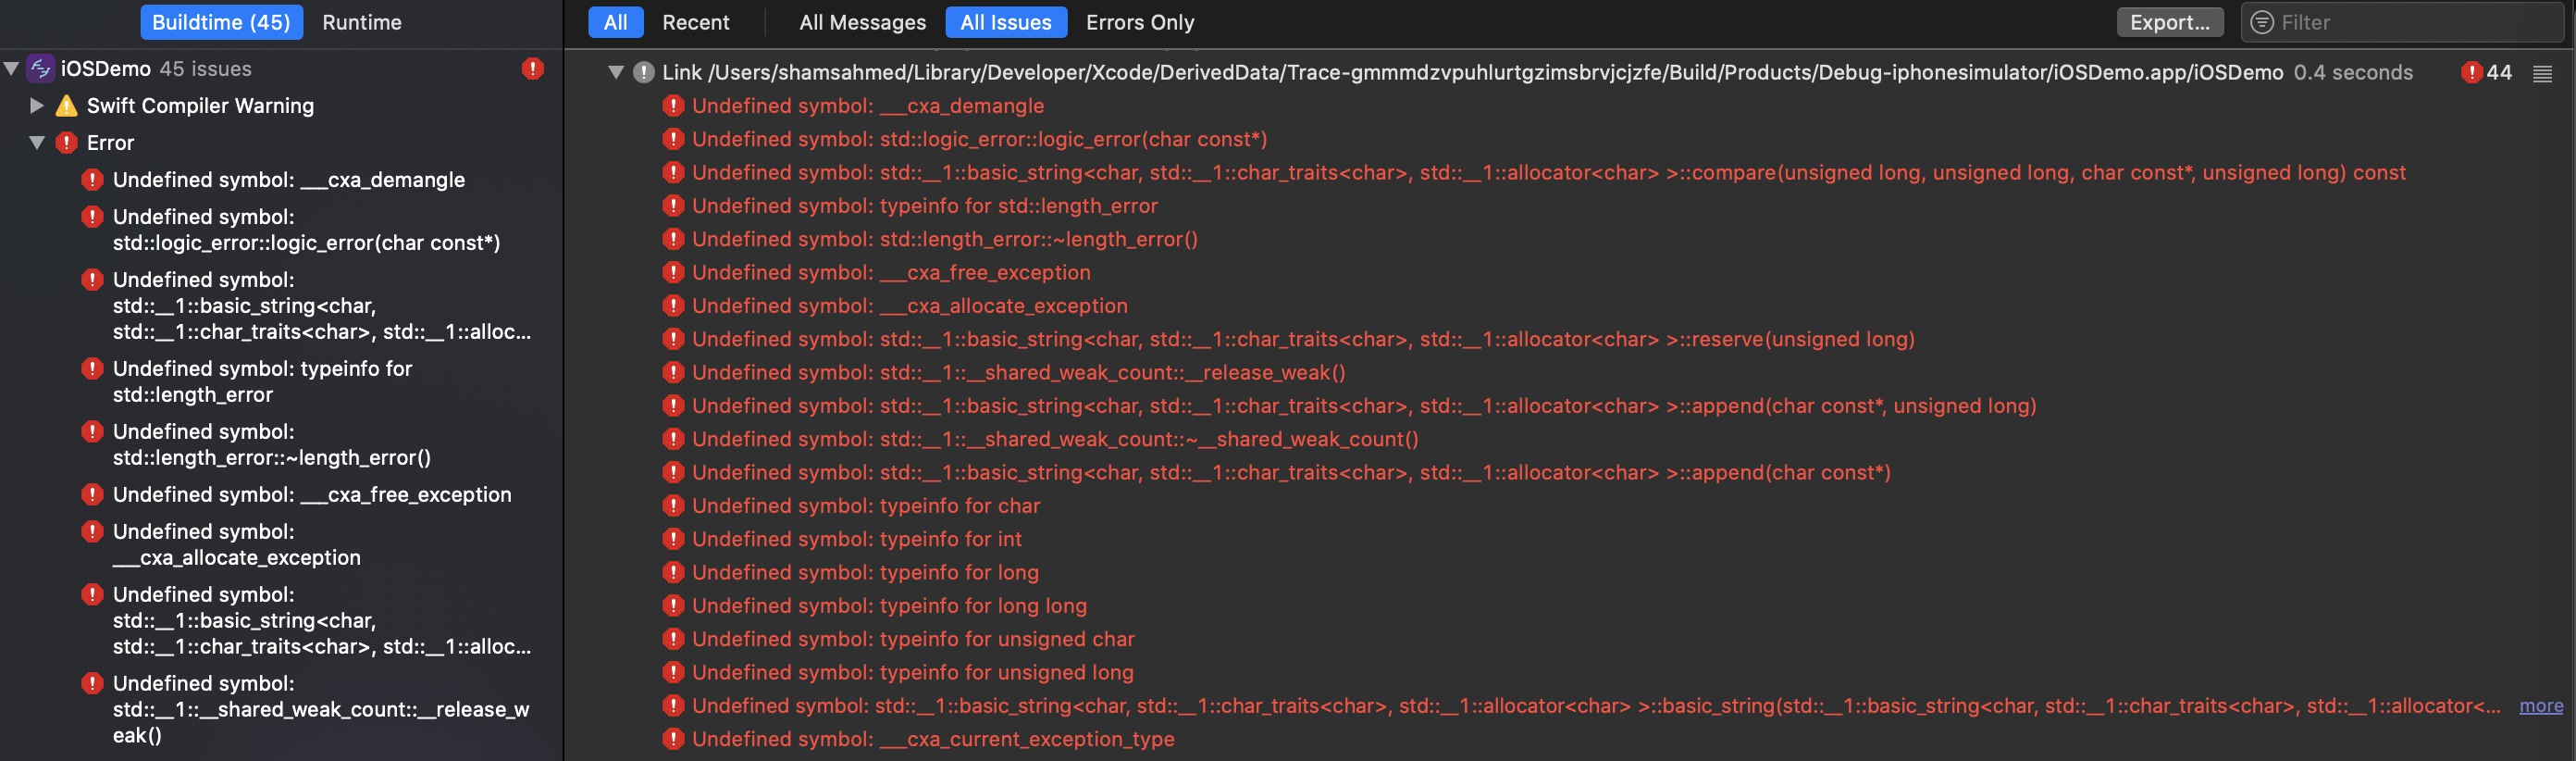 Buildtime (45) Runtime
iOSDemo 45 issues
Swift Compiler Warning
Error
Undefined symbol: ___cxa_demangle
Undefined symbol:
std::logic_error::logic_error(char const*)
Undefined symbol:
std::__1::basic_string<char,
std::__1::char_traits<char>, std::__1::alloc...
Undefined symbol: typeinfo for
std::length_error
Undefined symbol:
std::length_error::~length_error()
Undefined symbol: ___cxa_free_exception
Undefined symbol:
___cxa_allocate_exception
Undefined symbol:
std::__1::basic_string<char,
std::__1::char_traits<char>, std::__1::alloc...
Undefined symbol:
std::__1::__shared_weak_count::__release_w
eak()
All Recent All Messages All Issues Errors Only Export... Filter
Link /Users/shamsahmed/Library/Developer/Xcode/DerivedData/Trace-gmmmdzvpuhlurtgzimsbrvjcjzfe/Build/Products/Debug-iphonesimulator/iOSDemo.app/iOSDemo 0.4 seconds 44
Undefined symbol: ___cxa_demangle
Undefined symbol: std::logic_error::logic_error(char const*)
Undefined symbol: std::__1::basic_string<char, std::__1::char_traits<char>, std::__1::allocator<char> >::compare(unsigned long, unsigned long, char const*, unsigned long) const
Undefined symbol: typeinfo for std::length_error
Undefined symbol: std::length_error::~length_error()
Undefined symbol: ___cxa_free_exception
Undefined symbol: ___cxa_allocate_exception
Undefined symbol: std::__1::basic_string<char, std::__1::char_traits<char>, std::__1::allocator<char> >::reserve(unsigned long)
Undefined symbol: std::__1::__shared_weak_count::__release_weak()
Undefined symbol: std::__1::basic_string<char, std::__1::char_traits<char>, std::__1::allocator<char> >::append(char const*, unsigned long)
Undefined symbol: std::__1::__shared_weak_count::~__shared_weak_count()
Undefined symbol: std::__1::basic_string<char, std::__1::char_traits<char>, std::__1::allocator<char> >::append(char const*)
Undefined symbol: typeinfo for char
Undefined symbol: typeinfo for int
Undefined symbol: typeinfo for long
Undefined symbol: typeinfo for long long
Undefined symbol: typeinfo for unsigned char
Undefined symbol: typeinfo for unsigned long
Undefined symbol: std::__1::basic_string<char, std::__1::char_traits<char>, std::__1::allocator<char> >::basic_string(std::__1::basic_string<char, std::__1::char_traits<char>, std::__1::allocator<... more
Undefined symbol: ___cxa_current_exception_type